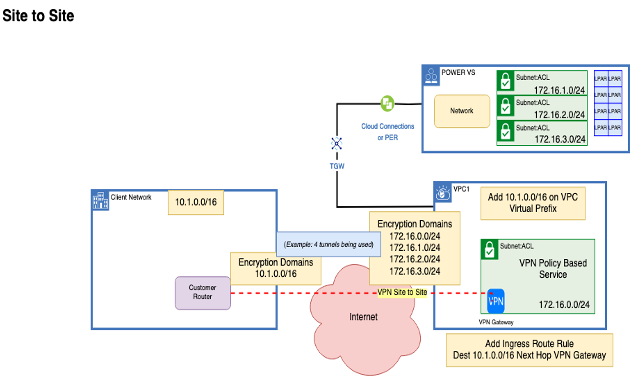 Site to Site
POWER VS
Network
Subnet:ACL
172.16.1.0/24
Subnet:ACL
172.16.2.0/24
Subnet:ACL
172.16.3.0/24
LPAR LPAR
LPAR LPAR
LPAR LPAR
LPAR LPAR
Cloud Connections
or PER
TGW
Client Network
10.1.0.0/16
VPC1
Add 10.1.0.0/16 on VPC
Virtual Prefix
Encryption Domains
172.16.0.0/24
172.16.1.0/24
172.16.2.0/24
172.16.3.0/24
(Example: 4 tunnels being used)
Encryption Domains
10.1.0.0/16
Subnet:ACL
VPN Policy Based
Service
172.16.0.0/24
Customer
Router
VPN Site to Site
VPN
Internet
VPN Gateway
Add Ingress Route Rule
Dest 10.1.0.0/16 Next Hop VPN Gateway